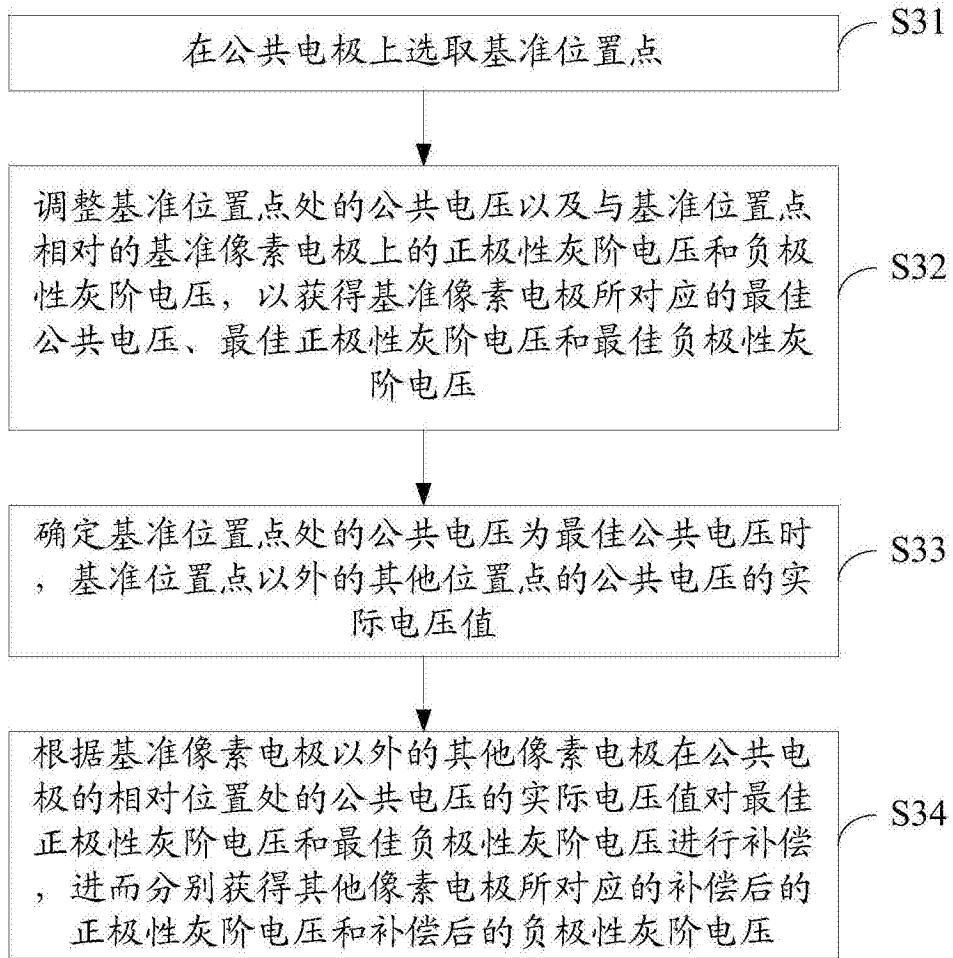 在公共电极上选取基准位置点
S31
调整基准位置点处的公共电压以及与基准位置点
相对的基准像素电极上的正极性灰阶电压和负极
性灰阶电压,以获得基准像素电极所对应的最佳
公共电压、最佳正极性灰阶电压和最佳负极性灰
阶电压
S32
确定基准位置点处的公共电压为最佳公共电压时
,基准位置点以外的其他位置点的公共电压的实
际电压值
S33
根据基准像素电极以外的其他像素电极在公共电
极的相对位置处的公共电压的实际电压值对最佳
正极性灰阶电压和最佳负极性灰阶电压进行补偿
,进而分别获得其他像素电极所对应的补偿后的
正极性灰阶电压和补偿后的负极性灰阶电压
S34